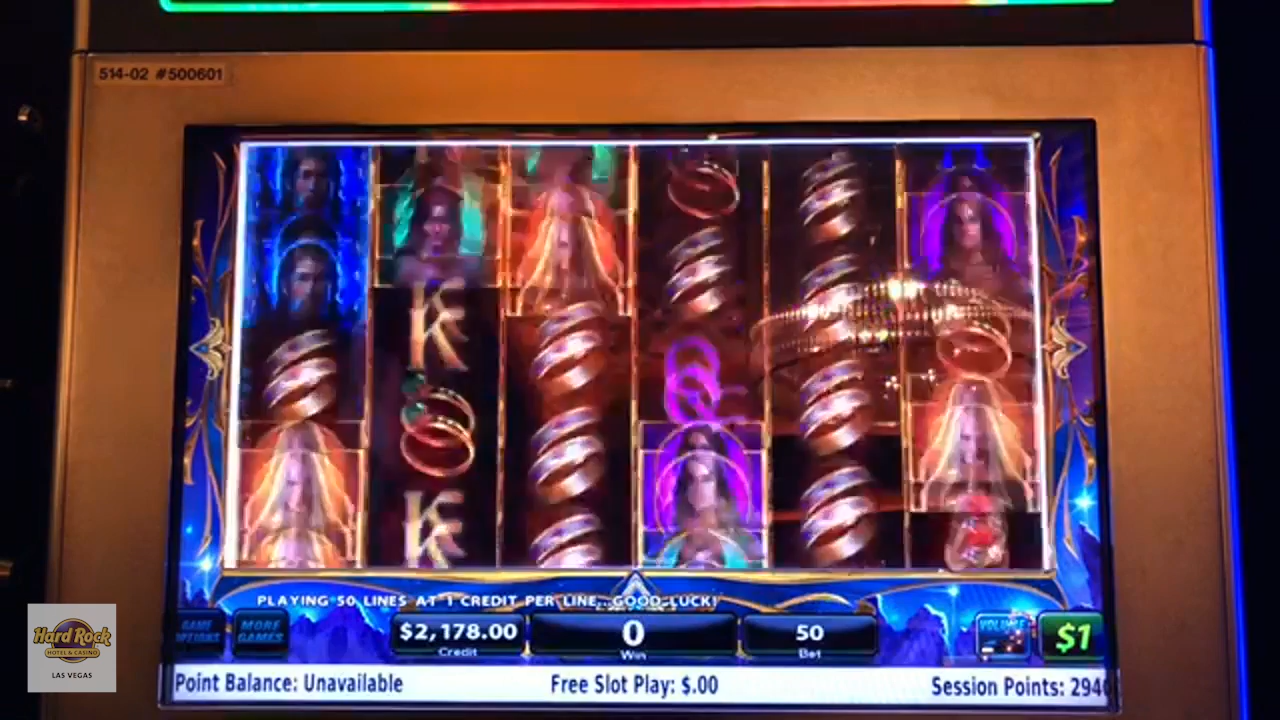 514-02 #500601
K
Q
K
PLAYING 50 LINES AT 1 CREDIT PER LINE...GOOD LUCK!
GAME
OPTIONS
MORE
GAMES
$2,178.00
Credit
0
Win
50
Bet
VOLUME
$1
Point Balance: Unavailable
Free Slot Play: $.00
Session Points: 2940
Hard Rock
HOTEL & CASINO
LAS VEGAS